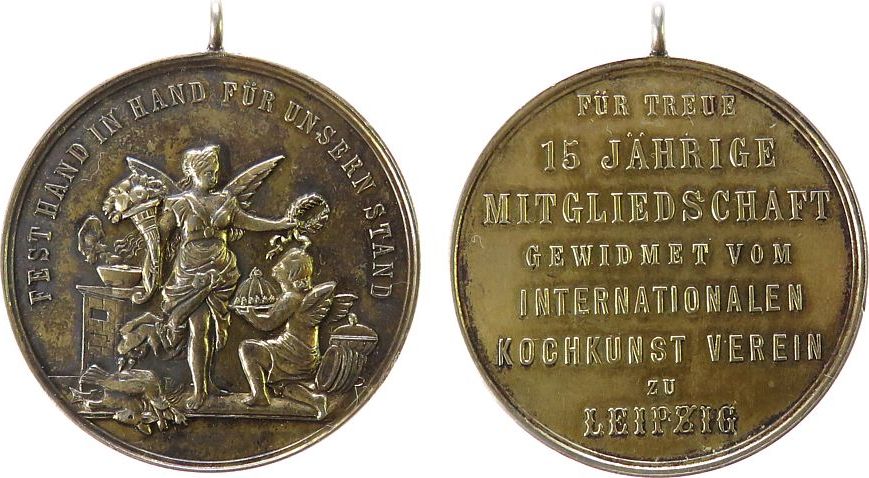 FEST HAND IN HAND FÜR UNSERN STAND
FÜR TREUE
15 JÄHRIGE
MITGLIEDSCHAFT
GEWIDMET VOM
INTERNATIONALEN
KOCHKUNST VEREIN
ZU
LEIPZIG